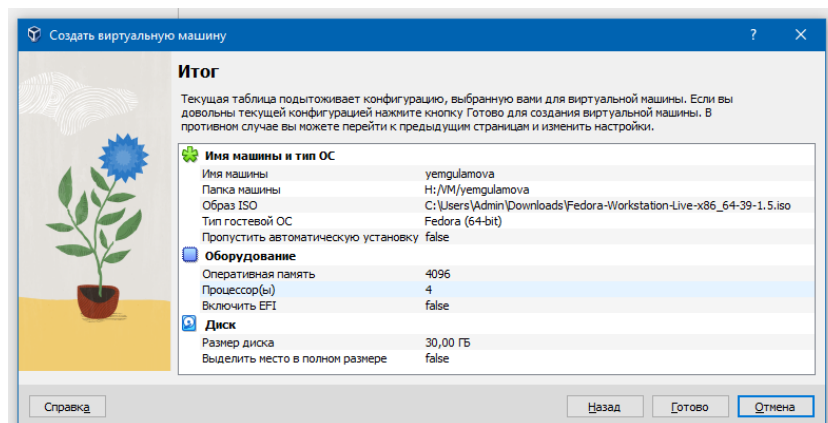 Создать виртуальную машину
?
Итог
Текущая таблица подытоживает конфигурацию, выбранную вами для виртуальной машины. Если вы
довольны текущей конфигурацией нажмите кнопку Готово для создания виртуальной машины. В
противном случае вы можете перейти к предыдущим страницам и изменить настройки.
Имя машины и тип ОС
Имя машины yemgulamova
Папка машины H:/VM/yemgulamova
Образ ISO C:\Users\Admin\Downloads\Fedora-Workstation-Live-x86_64-39-1.5.iso
Тип гостевой ОС Fedora (64-bit)
Пропустить автоматическую установку false
Оборудование
Оперативная память 4096
Процессор(ы) 4
Включить EFI false
Диск
Размер диска 30,00 ГБ
Выделить место в полном размере false
Справка Назад Готово Отмена